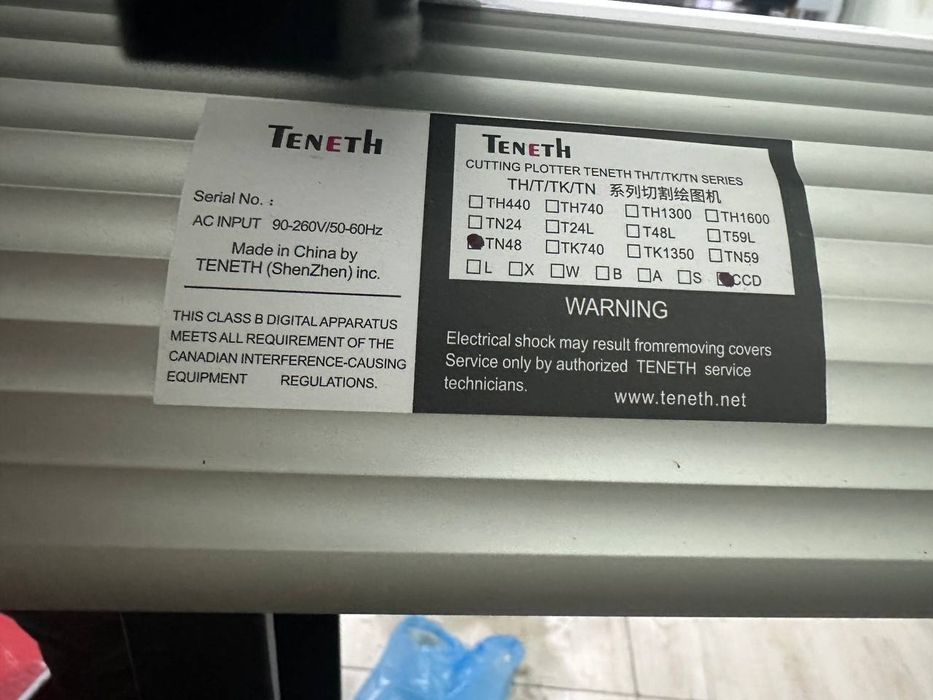 TENETH
Serial No. :
AC INPUT 90-260V/50-60Hz
Made in China by
TENETH (ShenZhen) inc.
THIS CLASS B DIGITAL APPARATUS
MEETS ALL REQUIREMENT OF THE
CANADIAN INTERFERENCE-CAUSING
EQUIPMENT REGULATIONS.
TENETH
CUTTING PLOTTER TENETH TH/T/TK/TN SERIES
TH/T/TK/TN 系列切割绘图机
☐TH440 ☐TH740 ☐TH1300 ☐TH1600
☐TN24 ☐T24L ☐T48L ☐T59L
☑TN48 ☐TK740 ☐TK1350 ☐TN59
☐L ☐X ☐W ☐B ☐A ☐S ☑CCD
WARNING
Electrical shock may result fromremoving covers
Service only by authorized TENETH service
technicians.
www.teneth.net